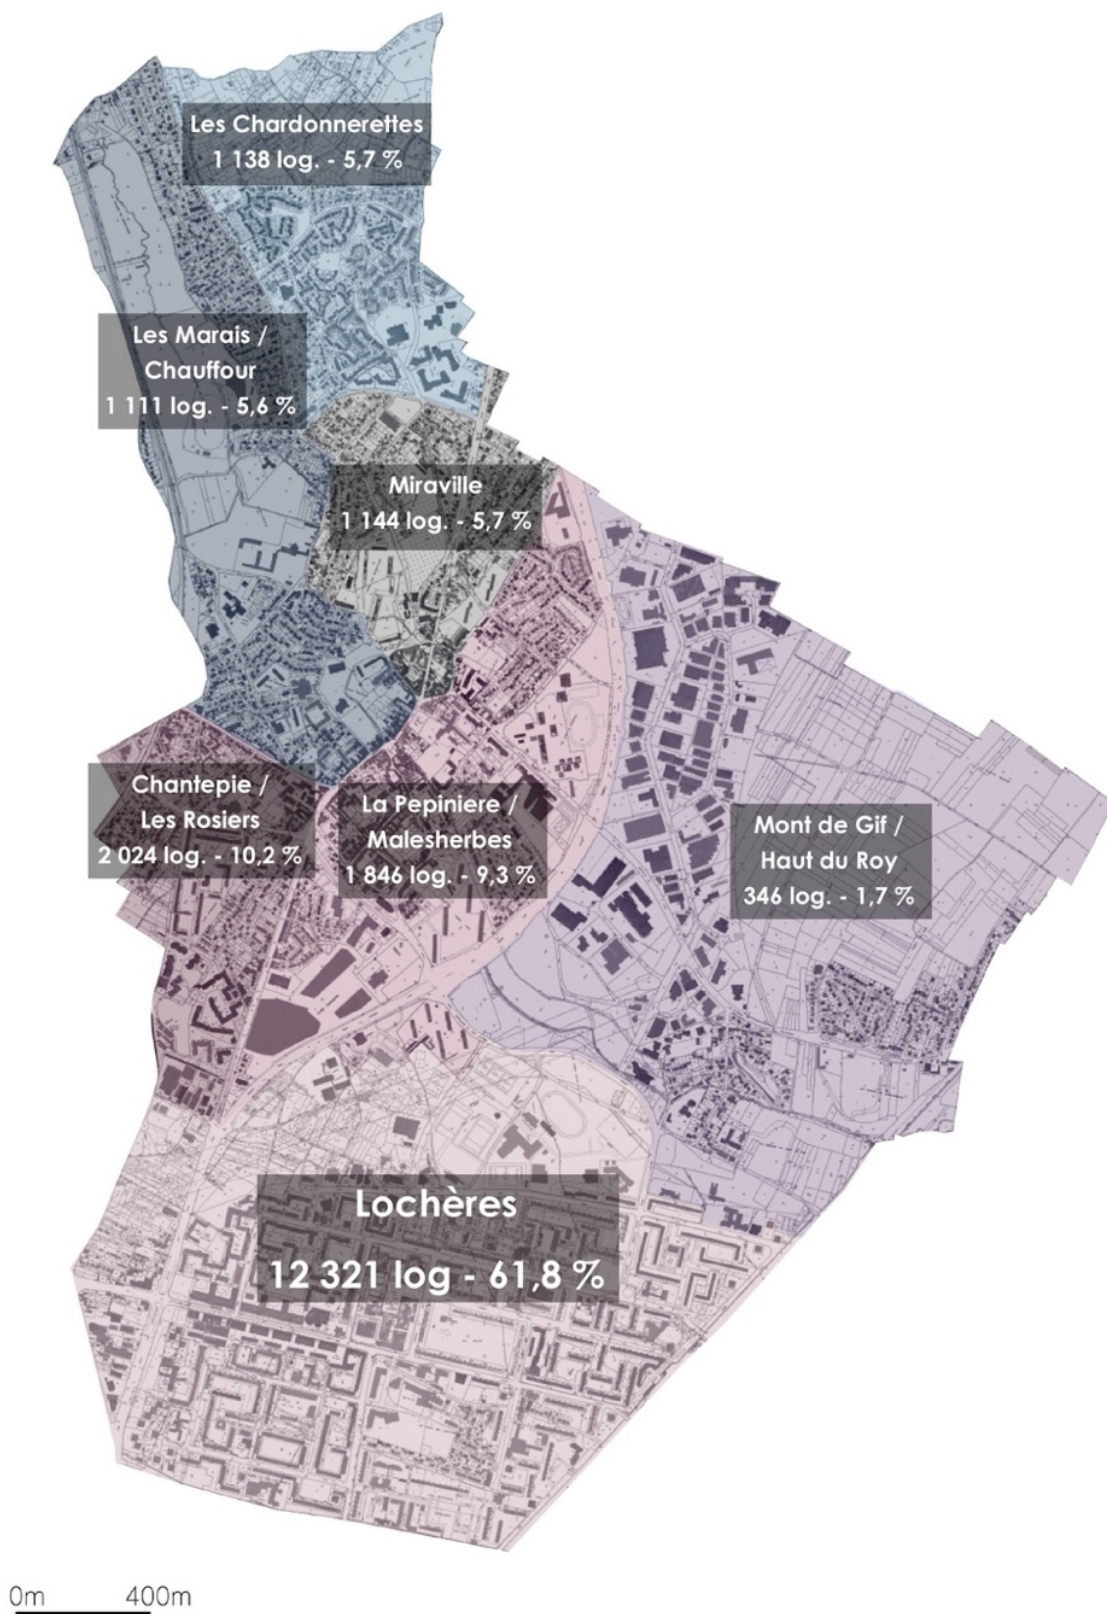 Les Chardonnerettes
1 138 log. - 5,7 %
Les Marais /
Chauffour
1 111 log. - 5,6 %
Miraville
1 144 log. - 5,7 %
Chantepie /
Les Rosiers
2 024 log. - 10,2 %
La Pepiniere /
Malesherbes
1 846 log. - 9,3 %
Mont de Gif /
Haut du Roy
346 log. - 1,7 %
Lochères
12 321 log - 61,8 %
0m 400m